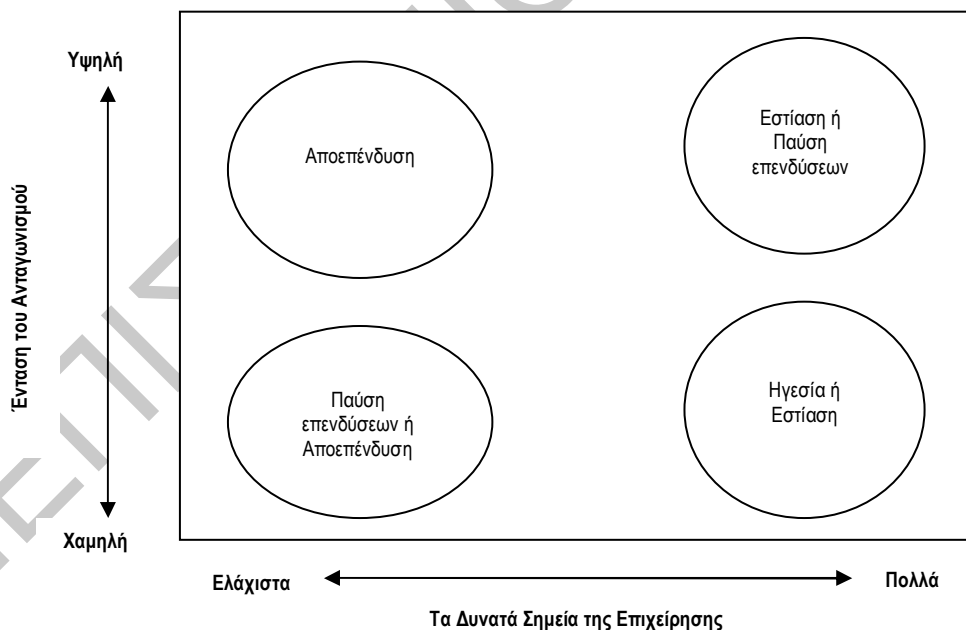 Υψηλή
Αποεπένδυση
Εστίαση ή
Παύση
επενδύσεων
Ένταση του Ανταγωνισμού
Παύση
επενδύσεων ή
Αποεπένδυση
Ηγεσία ή
Εστίαση
Χαμηλή
Ελάχιστα
Πολλά
Τα Δυνατά Σημεία της Επιχείρησης